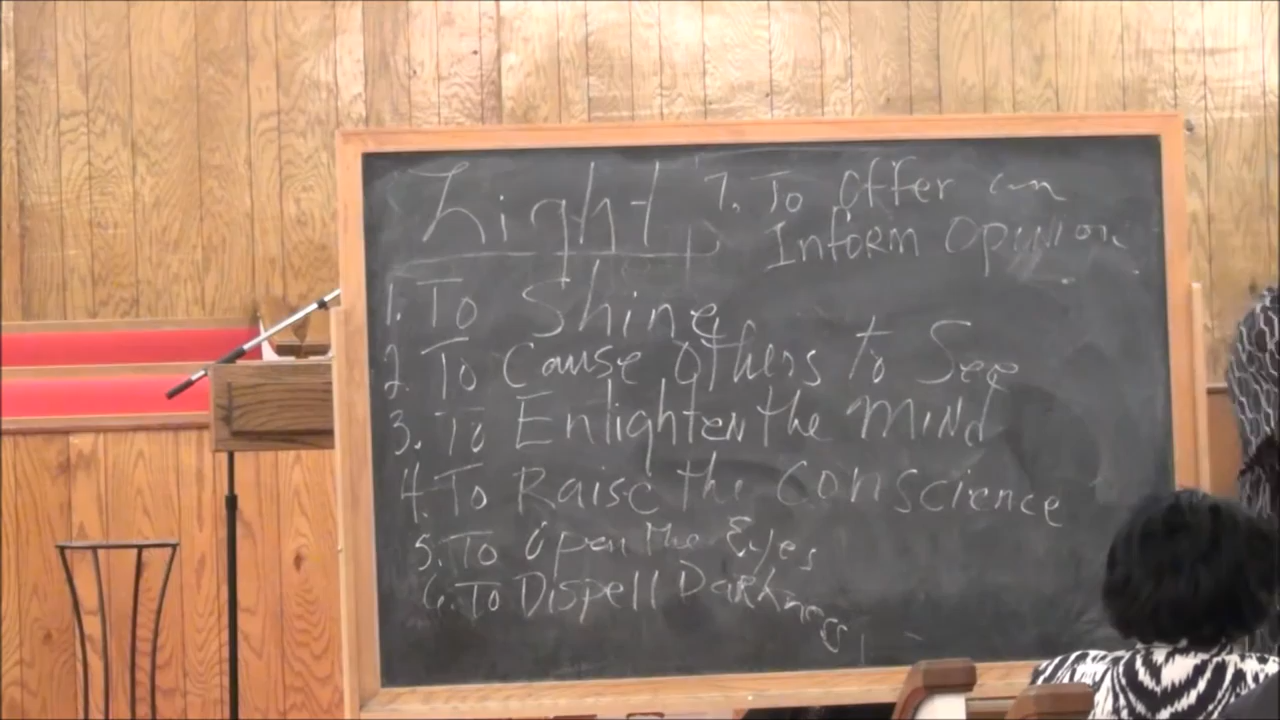 Light
1. To Shine
2. To Cause others to See
3. To Enlighten the MIND
4. To Raise the Conscience
5. To Open the Eyes
6. To Dispell Darkness
7. To Offer an
Inform Opinion